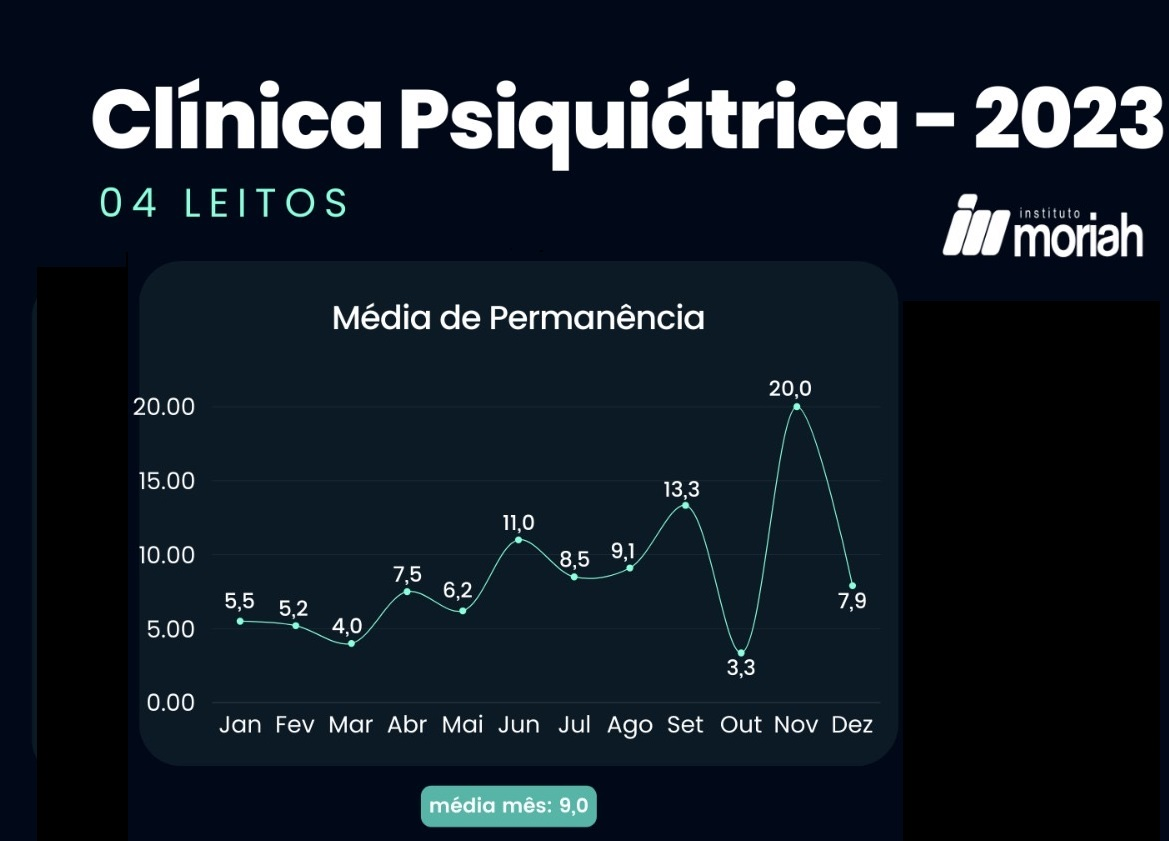 Clínica Psiquiátrica - 2023
04 LEITOS
instituto
moriah
Média de Permanência
20,0
20.00
15.00
13,3
11,0
10.00
9,1
8,5
7,5
7,9
6,2
5,5
5,2
4,0
5.00
3,3
0.00
Jan Fev Mar Abr Mai Jun Jul Ago Set Out Nov Dez
média mês: 9,0